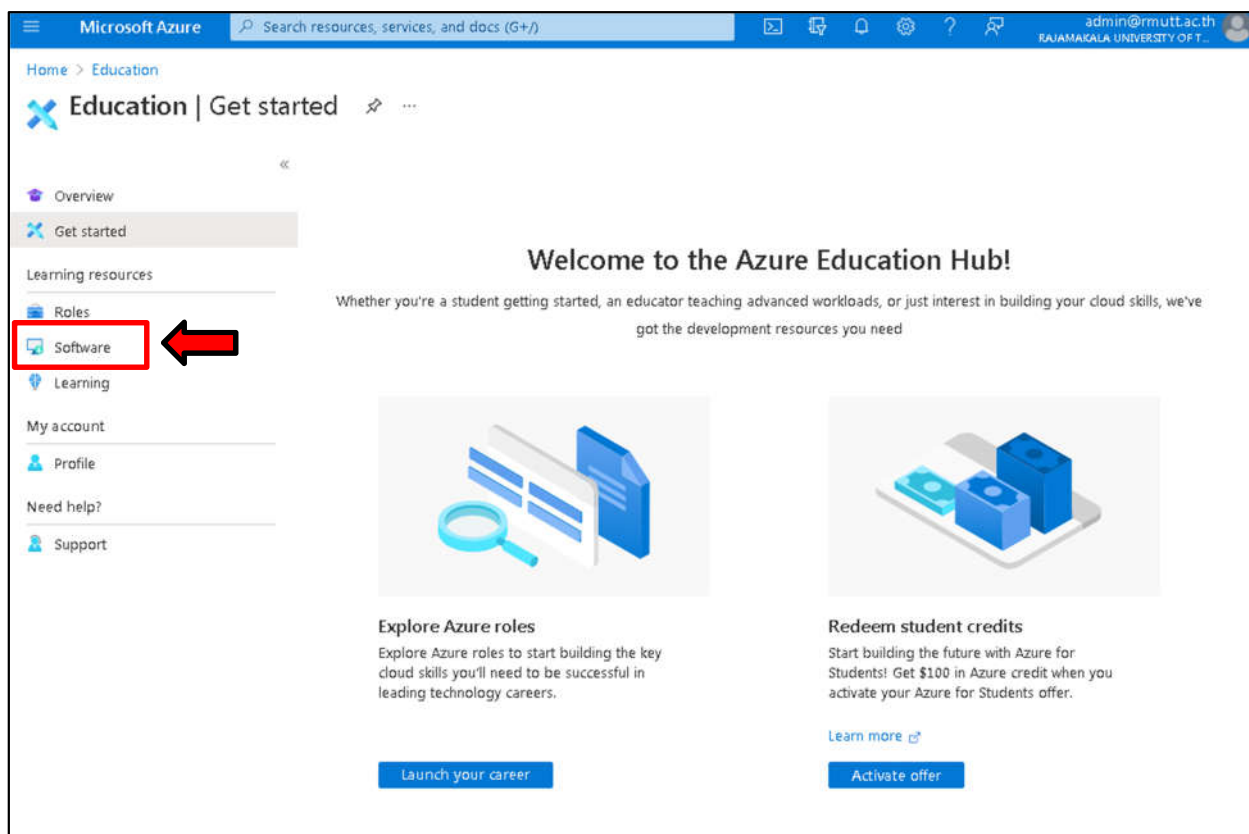 Microsoft Azure
Search resources, services, and docs (G+/)
admin@rmutt.ac.th
RAJAMAKALA UNIVERSITY OF T...
Home > Education
Education | Get started
Overview
Get started
Learning resources
Roles
Software
Learning
My account
Profile
Need help?
Support
Welcome to the Azure Education Hub!
Whether you're a student getting started, an educator teaching advanced workloads, or just interest in building your cloud skills, we've
got the development resources you need
Explore Azure roles
Explore Azure roles to start building the key
cloud skills you'll need to be successful in
leading technology careers.
Launch your career
Redeem student credits
Start building the future with Azure for
Students! Get $100 in Azure credit when you
activate your Azure for Students offer.
Learn more
Activate offer